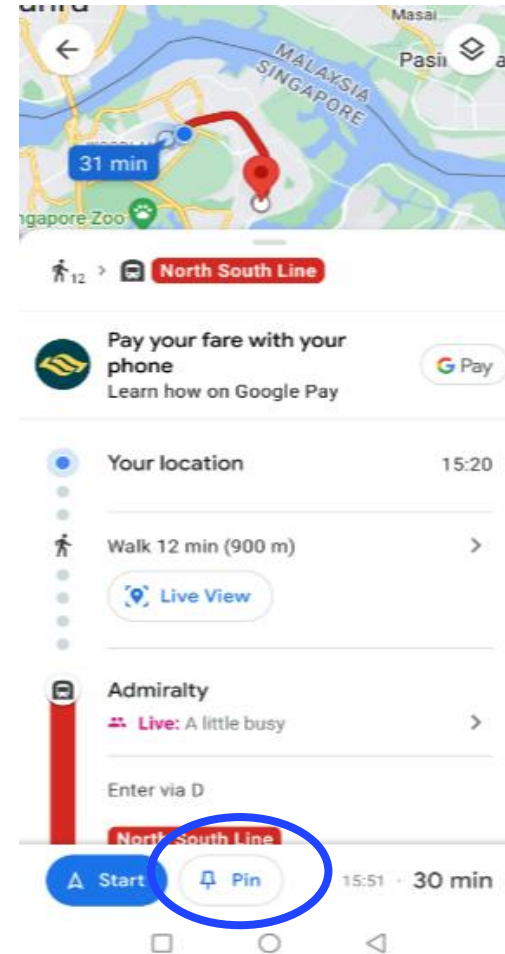 Masai
MALAYSIA
SINGAPORE
31 min
Zoo
12 > North South Line
Pay your fare with your
phone
Learn how on Google Pay
G Pay
Your location 15:20
Walk 12 min (900 m)
Live View
Admiralty
Live: A little busy
Enter via D
North South Line
Start Pin 15:51 · 30 min